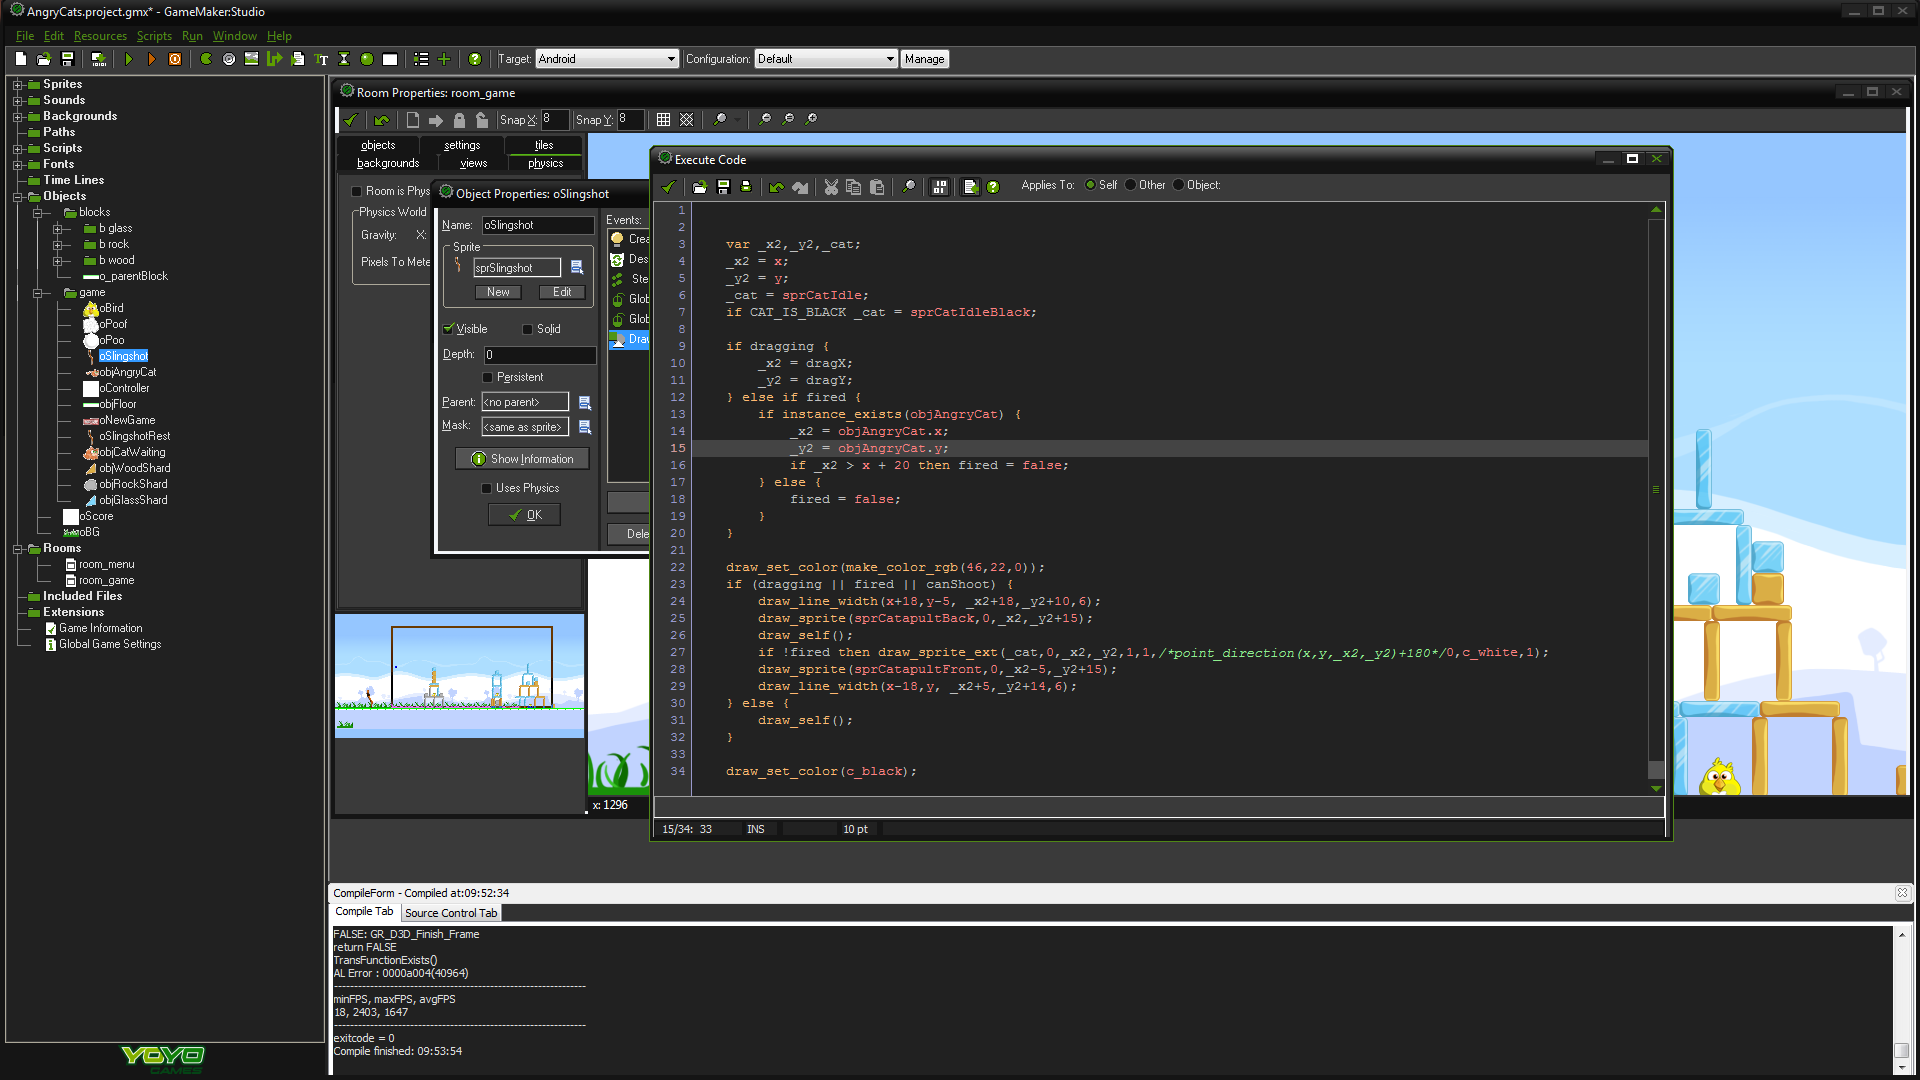 AngryCats.project.gmx* - GameMaker:Studio
File Edit Resources Scripts Run Window Help
Target: Android Configuration: Default Manage
Sprites
Sounds
Backgrounds
Paths
Scripts
Fonts
Time Lines
Objects
blocks
b glass
b rock
b wood
o_parentBlock
game
oBird
oPoof
oPoo
oSlingshot
objAngryCat
oController
objFloor
oNewGame
oSlingshotRest
objCatWaiting
objWoodShard
objRockShard
objGlassShard
oScore
oBG
Rooms
room_menu
room_game
Included Files
Extensions
Game Information
Global Game Settings
YOYO
GAMES
Room Properties: room_game
Snap X: 8 Snap Y: 8
objects settings tiles
backgrounds views physics
Room is Phys
Physics World
Gravity: X:
Pixels To Mete
x: 1296
Object Properties: oSlingshot
Name: oSlingshot
Sprite
sprSlingshot
New Edit
Visible Solid
Depth: 0
Persistent
Parent: <no parent>
Mask: <same as sprite>
Show Information
Uses Physics
OK
Events:
Crea
Des
Ste
Glob
Glob
Draw
Dele
Execute Code
Applies To: Self Other Object:
1
2
3 var _x2,_y2,_cat;
4 _x2 = x;
5 _y2 = y;
6 _cat = sprCatIdle;
7 if CAT_IS_BLACK _cat = sprCatIdleBlack;
8
9 if dragging {
10 _x2 = dragX;
11 _y2 = dragY;
12 } else if fired {
13 if instance_exists(objAngryCat) {
14 _x2 = objAngryCat.x;
15 _y2 = objAngryCat.y;
16 if _x2 > x + 20 then fired = false;
17 } else {
18 fired = false;
19 }
20 }
21
22 draw_set_color(make_color_rgb(46,22,0));
23 if (dragging || fired || canShoot) {
24 draw_line_width(x+18,y-5, _x2+18,_y2+10,6);
25 draw_sprite(sprCatapultBack,0,_x2,_y2+15);
26 draw_self();
27 if !fired then draw_sprite_ext(_cat,0,_x2,_y2,1,1,/*point_direction(x,y,_x2,_y2)+180*/0,c_white,1);
28 draw_sprite(sprCatapultFront,0,_x2-5,_y2+15);
29 draw_line_width(x-18,y, _x2+5,_y2+14,6);
30 } else {
31 draw_self();
32 }
33
34 draw_set_color(c_black);
15/34: 33 INS 10 pt
CompileForm - Compiled at:09:52:34
Compile Tab Source Control Tab
FALSE: GR_D3D_Finish_Frame
return FALSE
TransFunctionExists()
AL Error : 0000a004(40964)
minFPS, maxFPS, avgFPS
18, 2403, 1647
exitcode = 0
Compile finished: 09:53:54